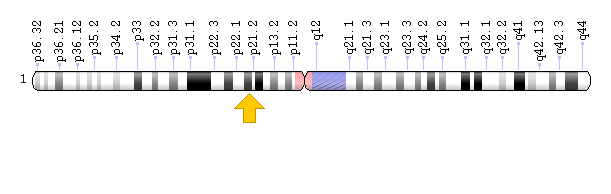 p36.32
p36.21
p36.12
p35.2
p34.2
p33
p32.2
p31.3
p31.1
p22.3
p22.1
p21.2
p13.2
p11.2
q12
q21.1
q21.3
q23.1
q23.3
q24.2
q25.2
q31.1
q32.1
q32.2
q41
q42.13
q42.3
q44
1